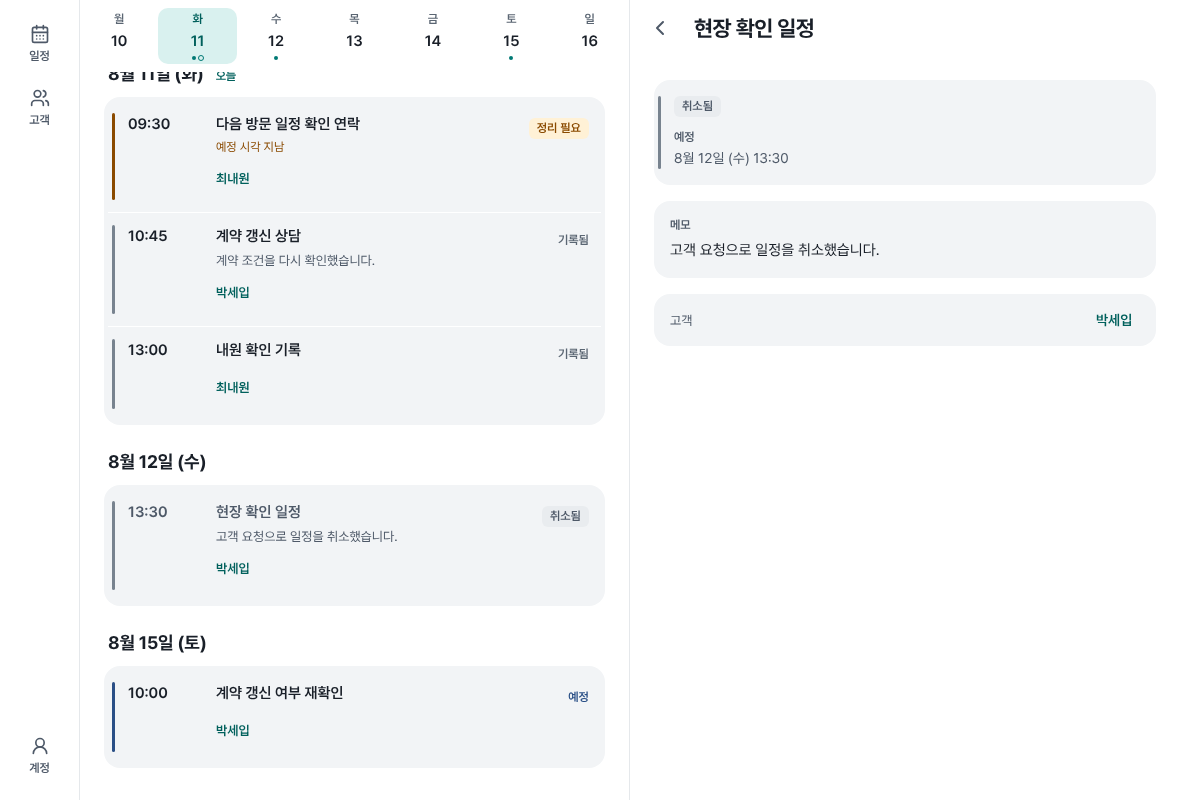 일정
고객
계정
월 화 수 목 금 토 일
10 11 12 13 14 15 16
8월 11일 (화) 오늘
09:30 다음 방문 일정 확인 연락 정리 필요
예정 시각 지남
최내원
10:45 계약 갱신 상담 기록됨
계약 조건을 다시 확인했습니다.
박세입
13:00 내원 확인 기록 기록됨
최내원
8월 12일 (수)
13:30 현장 확인 일정 취소됨
고객 요청으로 일정을 취소했습니다.
박세입
8월 15일 (토)
10:00 계약 갱신 여부 재확인 예정
박세입
현장 확인 일정
취소됨
예정
8월 12일 (수) 13:30
메모
고객 요청으로 일정을 취소했습니다.
고객 박세입